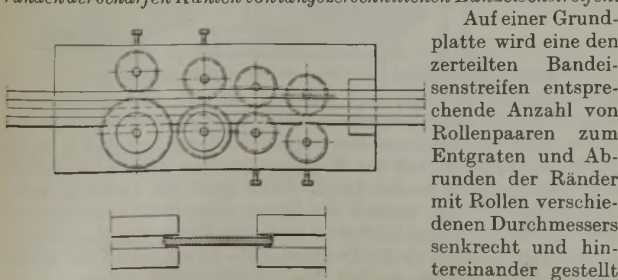 Auf einer Grund-
platte wird eine den
zerteilten Bandei-
senstreifen entspre-
chende Anzahl von
Rollenpaaren zum
Entgraten und Ab-
runden der Ränder
mit Rollen verschie-
denen Durchmessers
senkrecht und hin-
tereinander gestellt